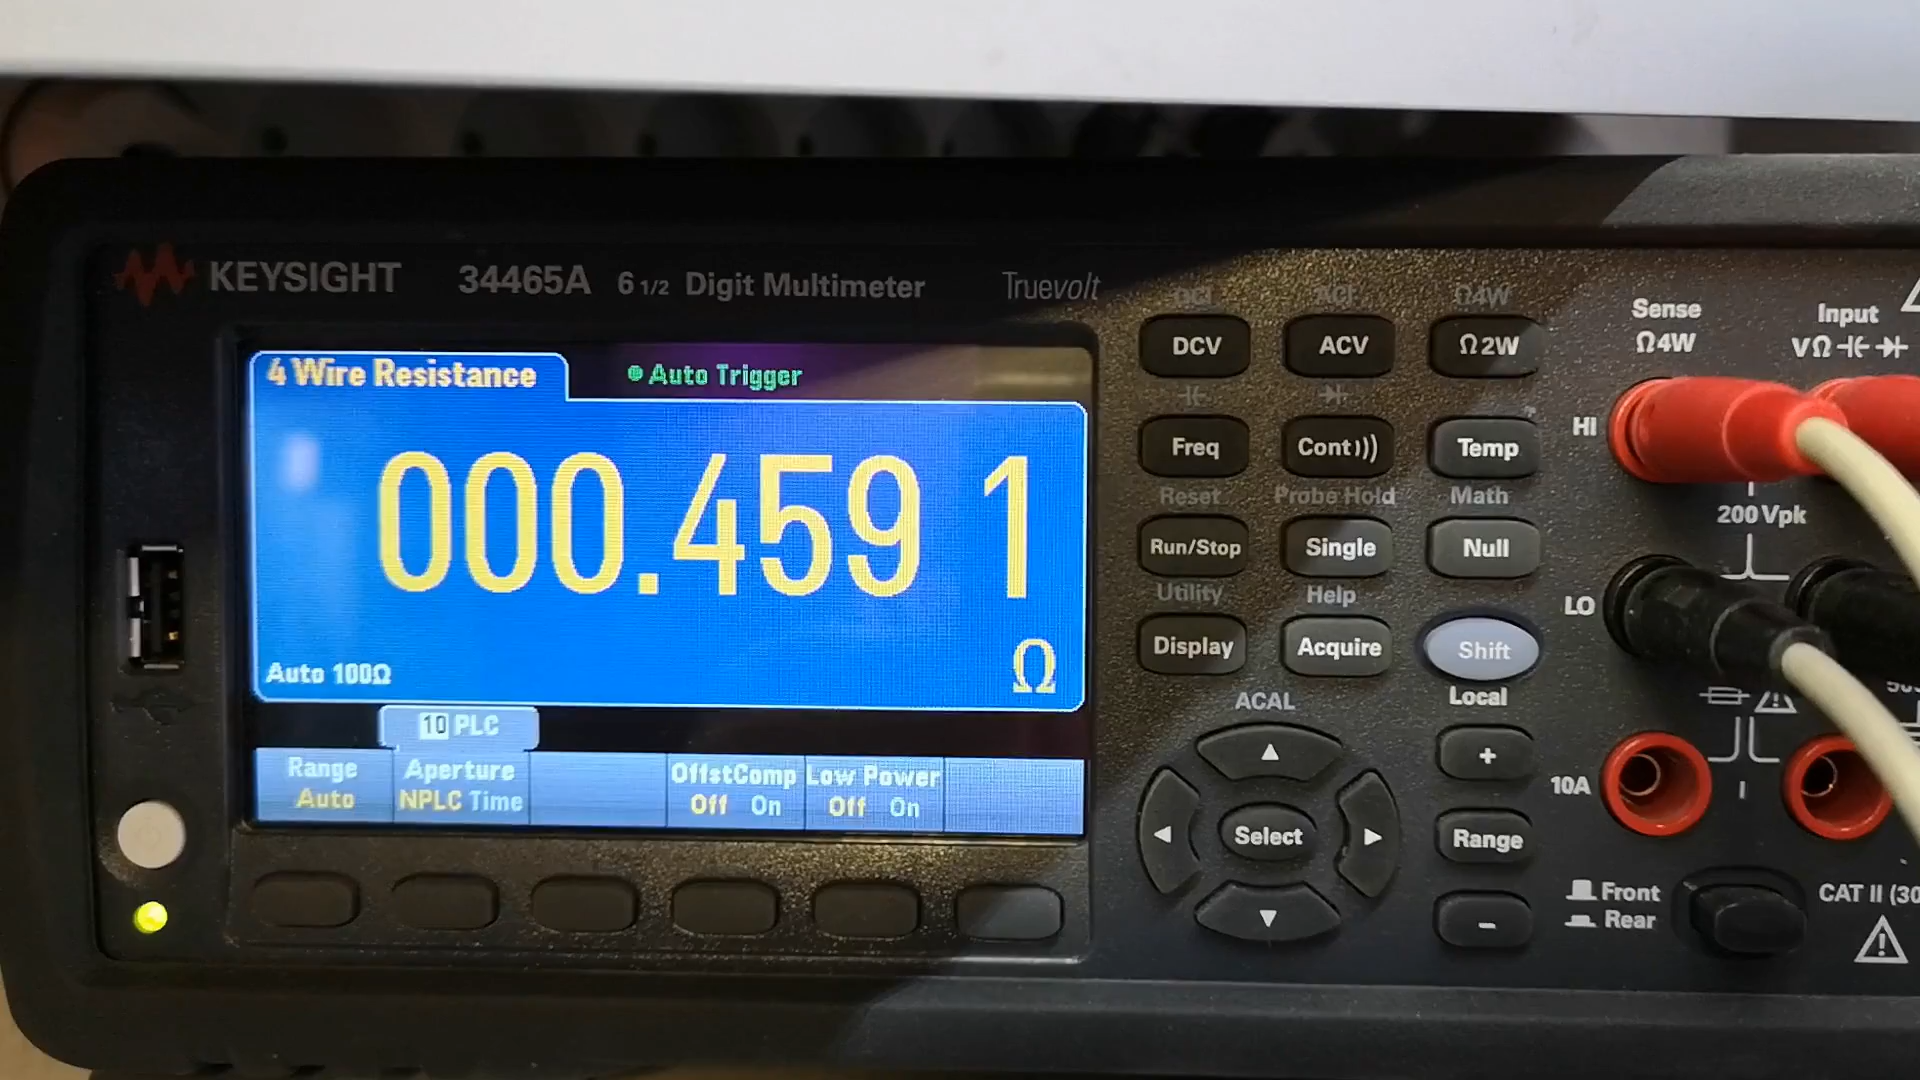 KEYSIGHT 34465A 6 1/2 Digit Multimeter Truevolt
4 Wire Resistance
Auto Trigger
000.459 1
Ω
Auto 100Ω
10 PLC
Range
Auto
Aperture
NPLC Time
OffstComp
Off On
Low Power
Off On
DCI ACI Ω4W
DCV ACV Ω2W
Freq Cont))) Temp
Reset Probe Hold Math
Run/Stop Single Null
Utility Help
Display Acquire Shift
ACAL Local
+
Select
Range
-
Sense
Ω4W
Input
VΩ
HI
200 Vpk
LO
10A
I
Front
Rear
CAT II (30